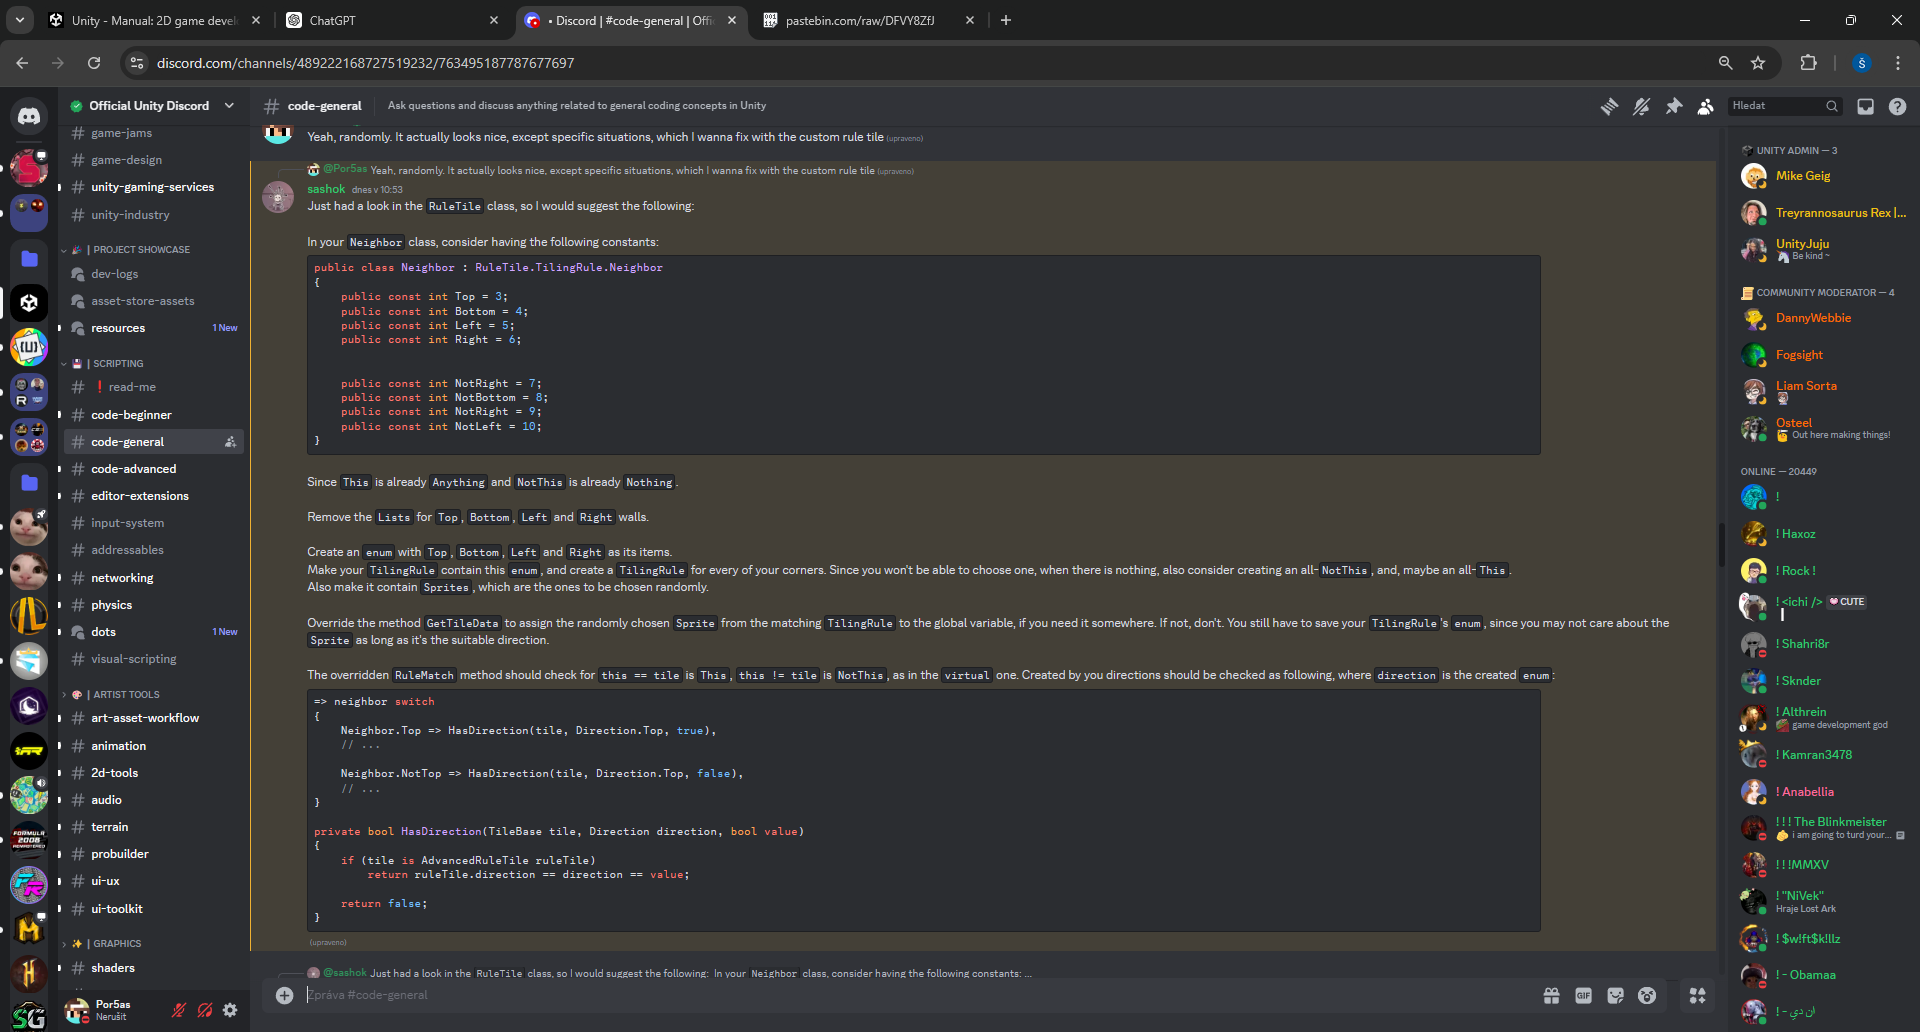 Unity - Manual: 2D game devel
ChatGPT
• Discord | #code-general | Offi
pastebin.com/raw/DFVY8ZfJ
discord.com/channels/489222168727519232/763495187787677697
Š
Official Unity Discord
# code-general
Ask questions and discuss anything related to general coding concepts in Unity
Hledat
# game-jams
# game-design
# unity-gaming-services
# unity-industry
| PROJECT SHOWCASE
dev-logs
asset-store-assets
resources 1 New
| SCRIPTING
# ❗read-me
# code-beginner
# code-general
# code-advanced
# editor-extensions
# input-system
# addressables
# networking
# physics
dots 1 New
# visual-scripting
| ARTIST TOOLS
# art-asset-workflow
# animation
# 2d-tools
# audio
# terrain
# probuilder
# ui-ux
# ui-toolkit
| GRAPHICS
# shaders
Por5as
Nerušit
Yeah, randomly. It actually looks nice, except specific situations, which I wanna fix with the custom rule tile (upraveno)
@Por5as Yeah, randomly. It actually looks nice, except specific situations, which I wanna fix with the custom rule tile (upraveno)
sashok dnes v 10:53
Just had a look in the RuleTile class, so I would suggest the following:
In your Neighbor class, consider having the following constants:
public class Neighbor : RuleTile.TilingRule.Neighbor
{
    public const int Top = 3;
    public const int Bottom = 4;
    public const int Left = 5;
    public const int Right = 6;
    public const int NotRight = 7;
    public const int NotBottom = 8;
    public const int NotRight = 9;
    public const int NotLeft = 10;
}
Since This is already Anything and NotThis is already Nothing.
Remove the Lists for Top, Bottom, Left and Right walls.
Create an enum with Top, Bottom, Left and Right as its items.
Make your TilingRule contain this enum, and create a TilingRule for every of your corners. Since you won't be able to choose one, when there is nothing, also consider creating an all-NotThis, and, maybe an all-This.
Also make it contain Sprites, which are the ones to be chosen randomly.
Override the method GetTileData to assign the randomly chosen Sprite from the matching TilingRule to the global variable, if you need it somewhere. If not, don't. You still have to save your TilingRule's enum, since you may not care about the
Sprite as long as it's the suitable direction.
The overridden RuleMatch method should check for this == tile is This, this != tile is NotThis, as in the virtual one. Created by you directions should be checked as following, where direction is the created enum:
=> neighbor switch
{
    Neighbor.Top => HasDirection(tile, Direction.Top, true),
    // ...
    Neighbor.NotTop => HasDirection(tile, Direction.Top, false),
    // ...
}
private bool HasDirection(TileBase tile, Direction direction, bool value)
{
    if (tile is AdvancedRuleTile ruleTile)
        return ruleTile.direction == direction == value;
    return false;
}
(upraveno)
@sashok Just had a look in the RuleTile class, so I would suggest the following: In your Neighbor class, consider having the following constants: ...
Zpráva #code-general
GIF
UNITY ADMIN — 3
Mike Geig
Treyrannosaurus Rex |...
UnityJuju
Be kind ~
COMMUNITY MODERATOR — 4
DannyWebbie
Fogsight
Liam Sorta
Osteel
Out here making things!
ONLINE — 20449
!
! Haxoz
! Rock !
! <ichi /> CUTE
! Shahri8r
! Sknder
! Althrein
game development god
! Kamran3478
! Anabellia
! ! ! The Blinkmeister
i am going to turd your...
! !!MMXV
! "NiVek"
Hraje Lost Ark
! $w!ft$k!llz
! - Obamaa
! - ان دي